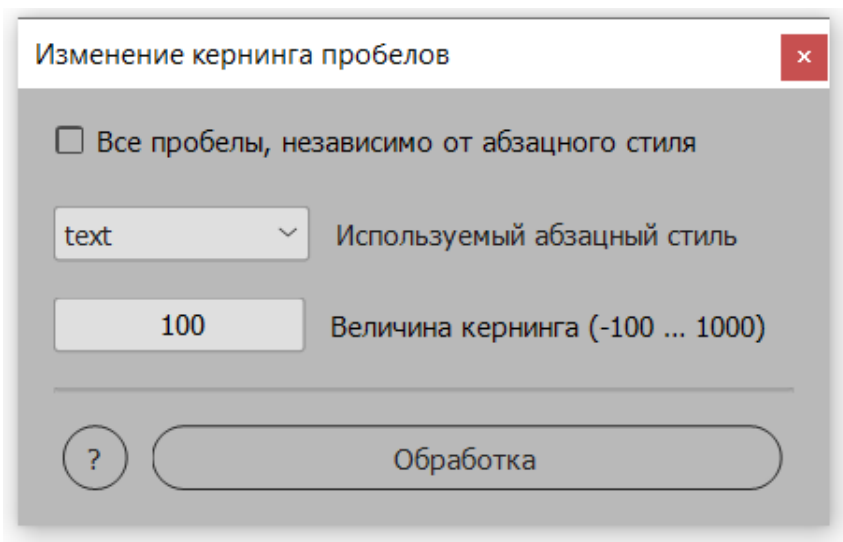 Изменение кернинга пробелов
Все пробелы, независимо от абзацного стиля
text Используемый абзацный стиль
100 Величина кернинга (-100 ... 1000)
? Обработка